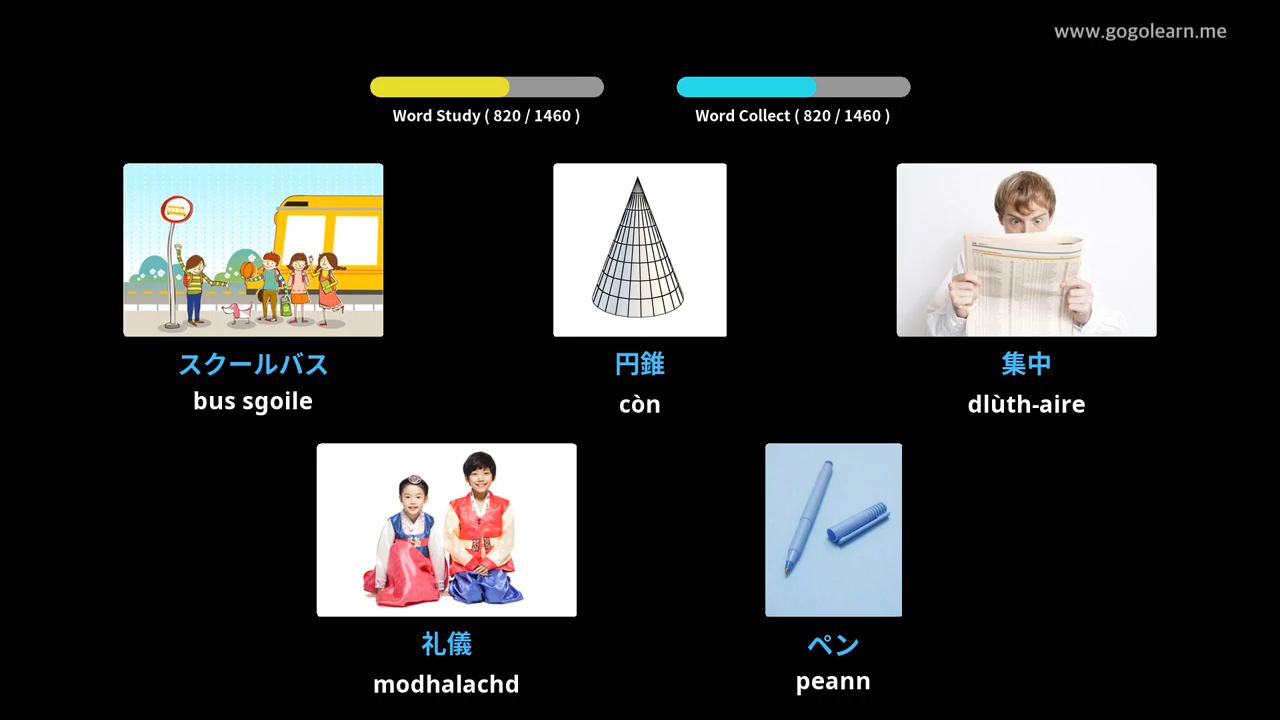 www.gogolearn.me
Word Study ( 820 / 1460 )
Word Collect ( 820 / 1460 )
スクールバス
bus sgoile
円錐
còn
集中
dlùth-aire
礼儀
modhalachd
ペン
peann